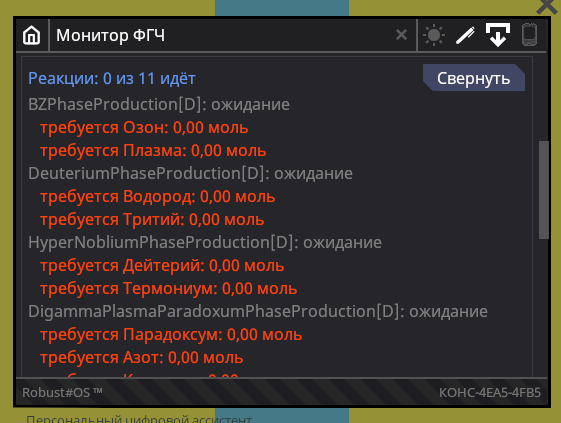 Монитор ФГЧ
Реакции: 0 из 11 идёт
Свернуть
BZPhaseProduction[D]: ожидание
требуется Озон: 0,00 моль
требуется Плазма: 0,00 моль
DeuteriumPhaseProduction[D]: ожидание
требуется Водород: 0,00 моль
требуется Тритий: 0,00 моль
HyperNobliumPhaseProduction[D]: ожидание
требуется Дейтерий: 0,00 моль
требуется Термониум: 0,00 моль
DigammaPlasmaParadoxumPhaseProduction[D]: ожидание
требуется Парадоксум: 0,00 моль
требуется Азот: 0,00 моль
Robust#OS ™
КОНС-4EA5-4FB5
Персональный цифровой ассистент